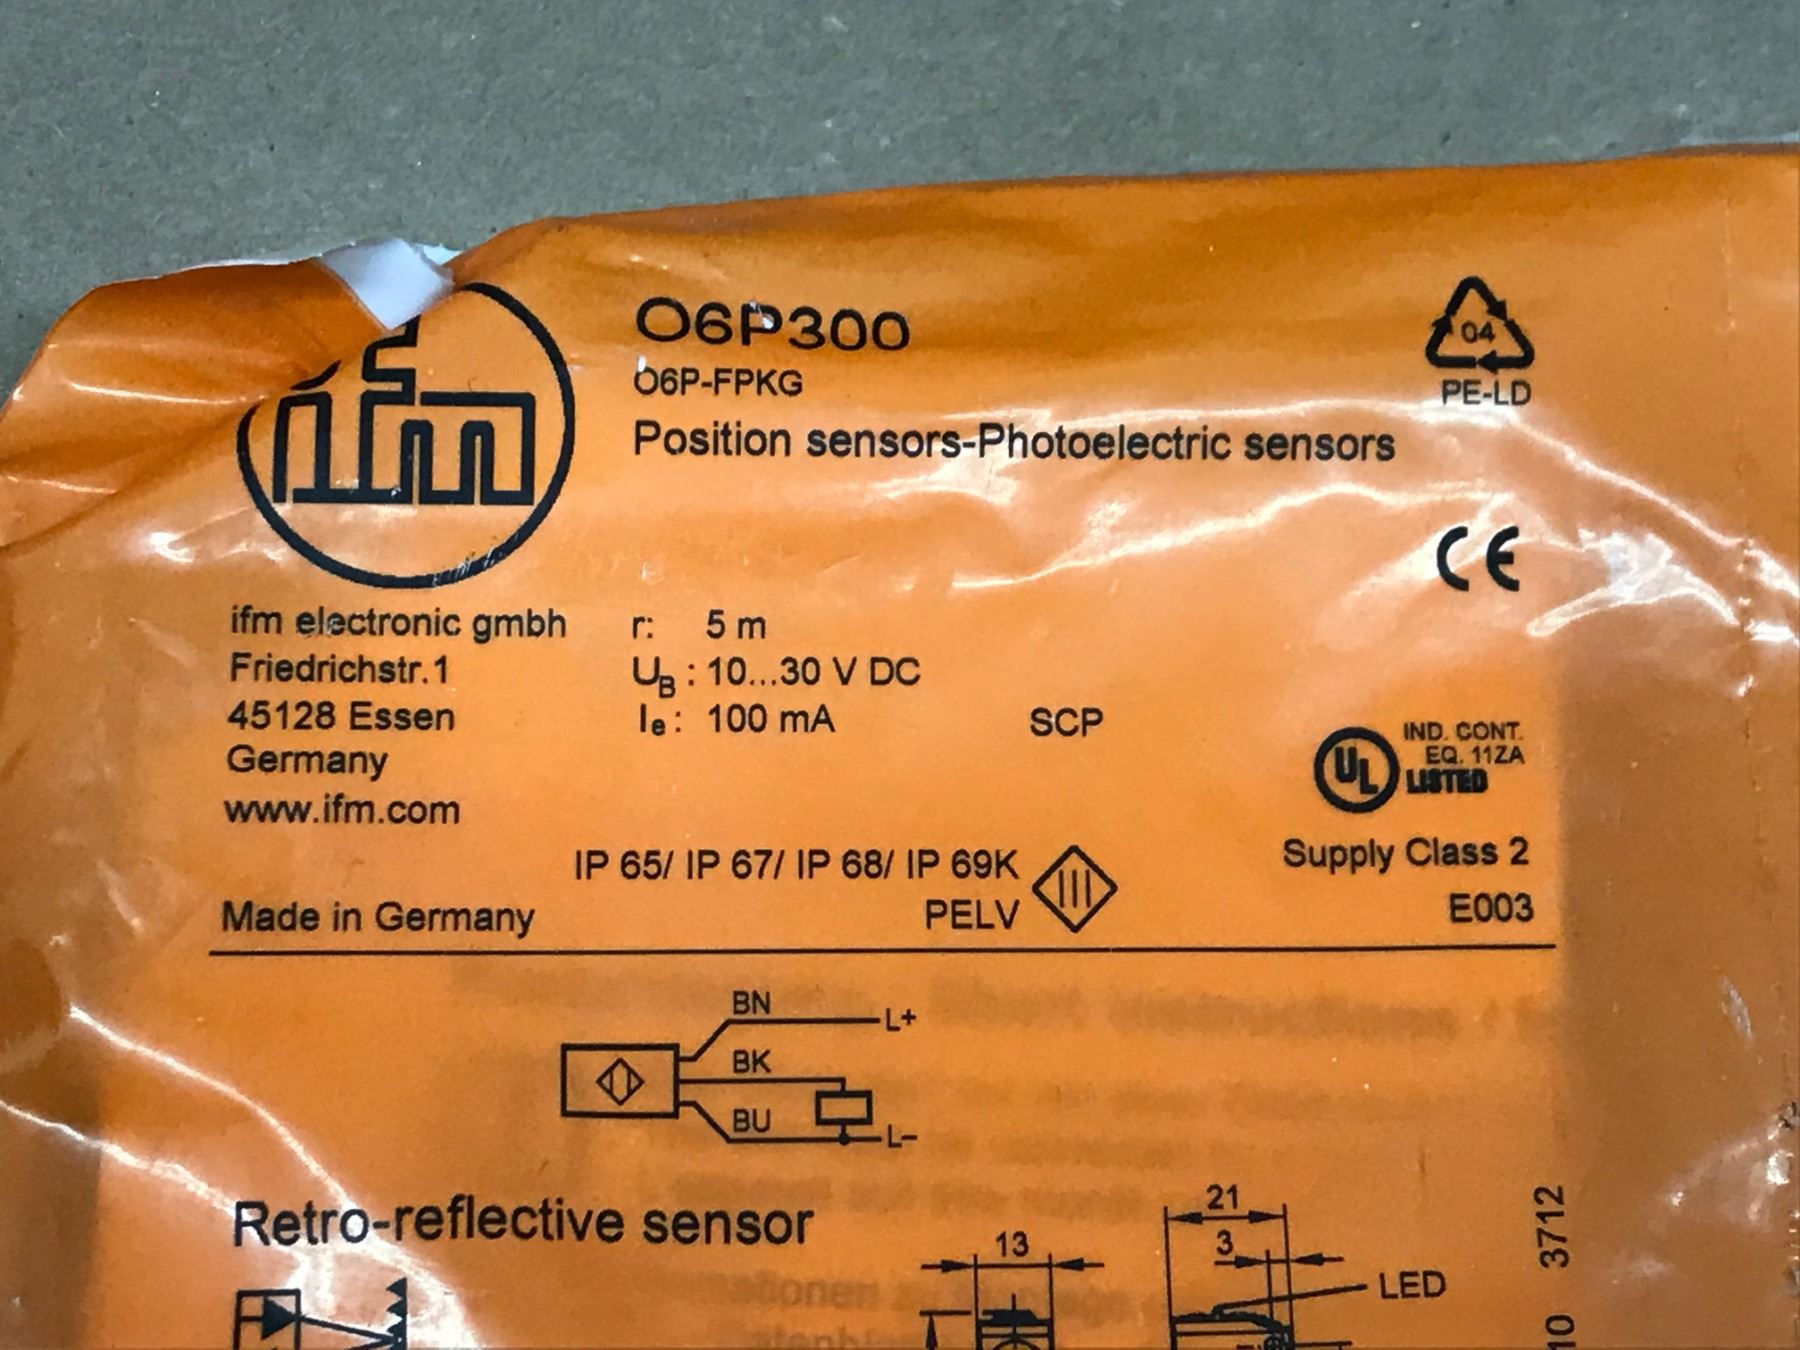 ifm
O6P300
O6P-FPKG
Position sensors-Photoelectric sensors
04
PE-LD
CE
ifm electronic gmbh
Friedrichstr.1
45128 Essen
Germany
www.ifm.com
r: 5 m
UB : 10...30 V DC
Ie : 100 mA
SCP
UL
IND. CONT.
EQ. 11ZA
LISTED
IP 65/ IP 67/ IP 68/ IP 69K
PELV
III
Supply Class 2
E003
Made in Germany
BN
L+
BK
BU
L−
Retro-reflective sensor
13
21
3
LED
10 3712